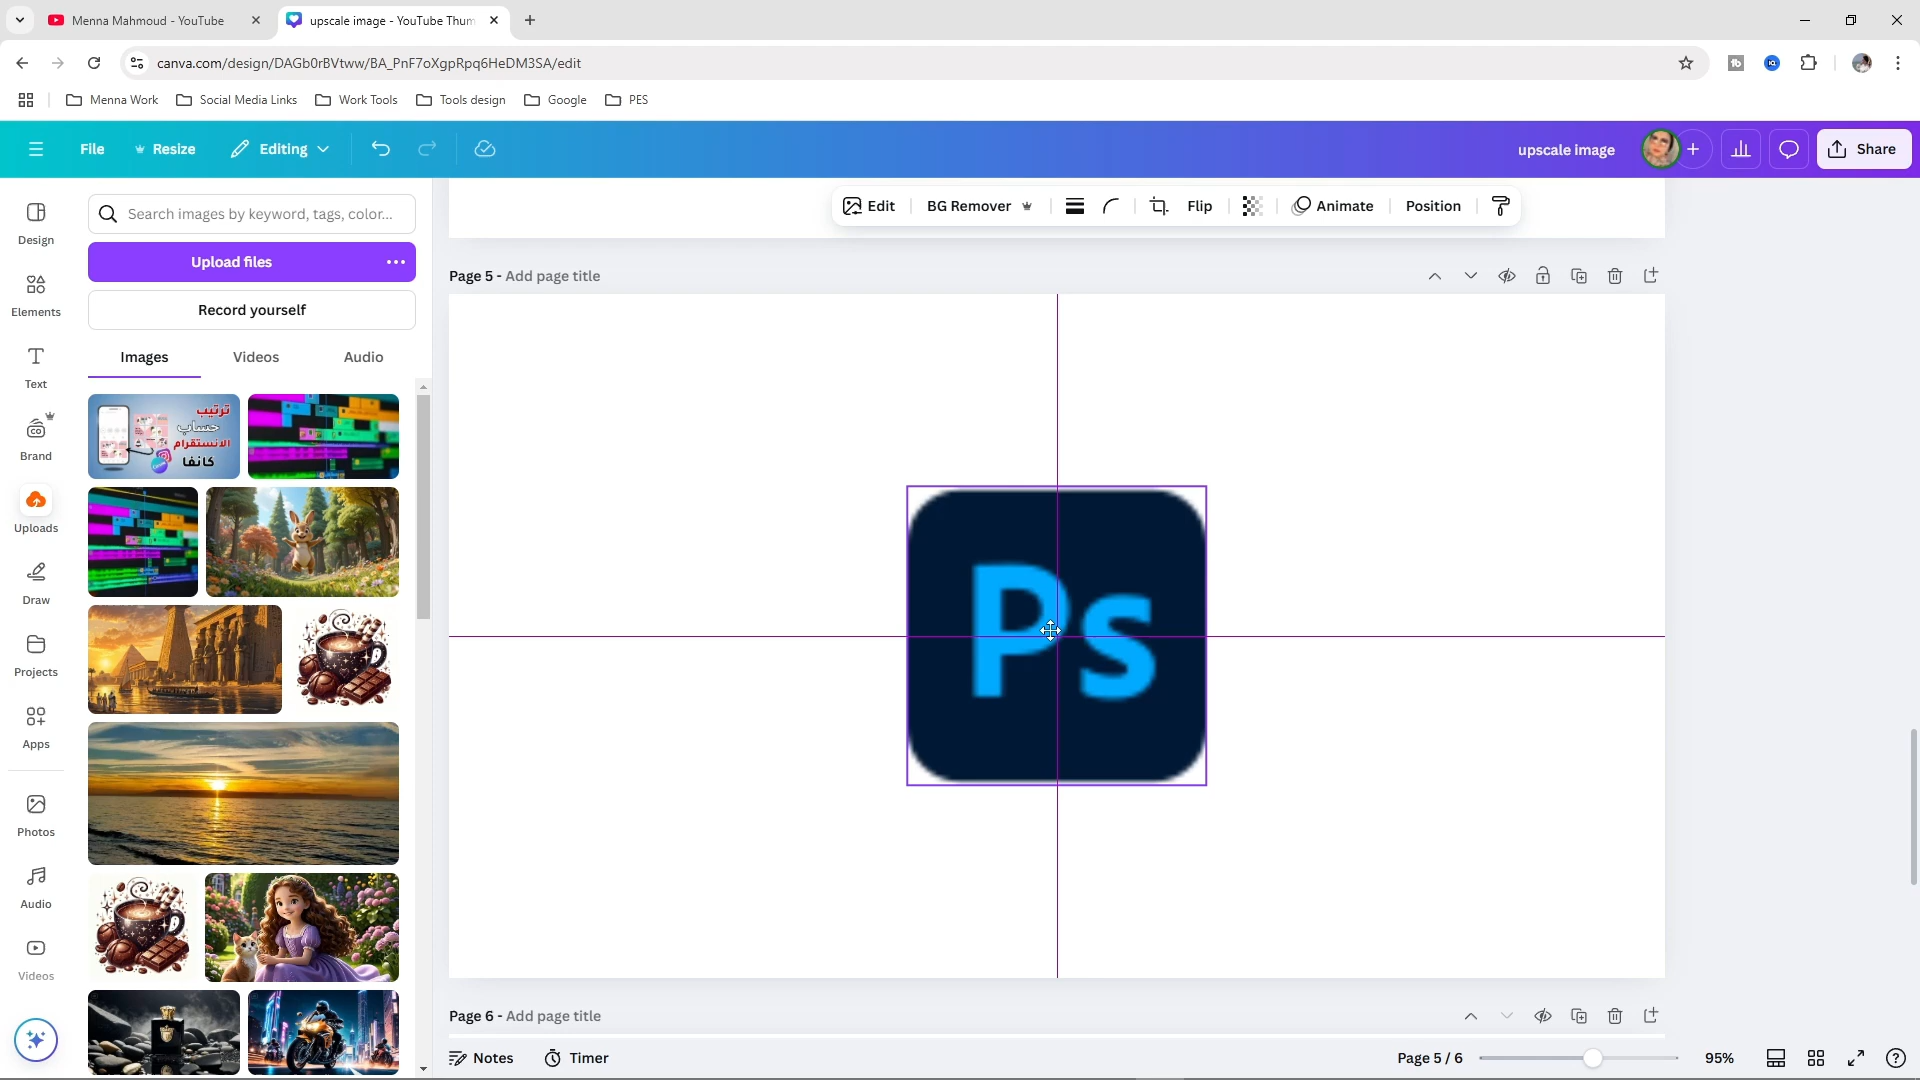 Menna Mahmoud - YouTube
upscale image - YouTube Thum
canva.com/design/DAGb0rBVtww/BA_PnF7oXgpRpq6HeDM3SA/edit
Menna Work
Social Media Links
Work Tools
Tools design
Google
PES
File
Resize
Editing
upscale image
Share
Design
Elements
Text
Brand
Uploads
Draw
Projects
Apps
Photos
Audio
Videos
Search images by keyword, tags, color...
Upload files
Record yourself
Images
Videos
Audio
ترتيب
حساب
الانستقرام
كانفا
Edit
BG Remover
Flip
Animate
Position
Page 5 - Add page title
Ps
Page 6 - Add page title
Notes
Timer
Page 5 / 6
95%